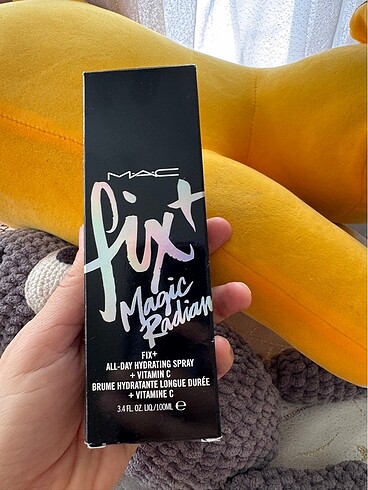 MAC
fix+
Magic
Radian
FIX+
ALL-DAY HYDRATING SPRAY
+ VITAMIN C
BRUME HYDRATANTE LONGUE DURÉE
+ VITAMINE C
3.4 FL. OZ. LIQ./100ML ℮